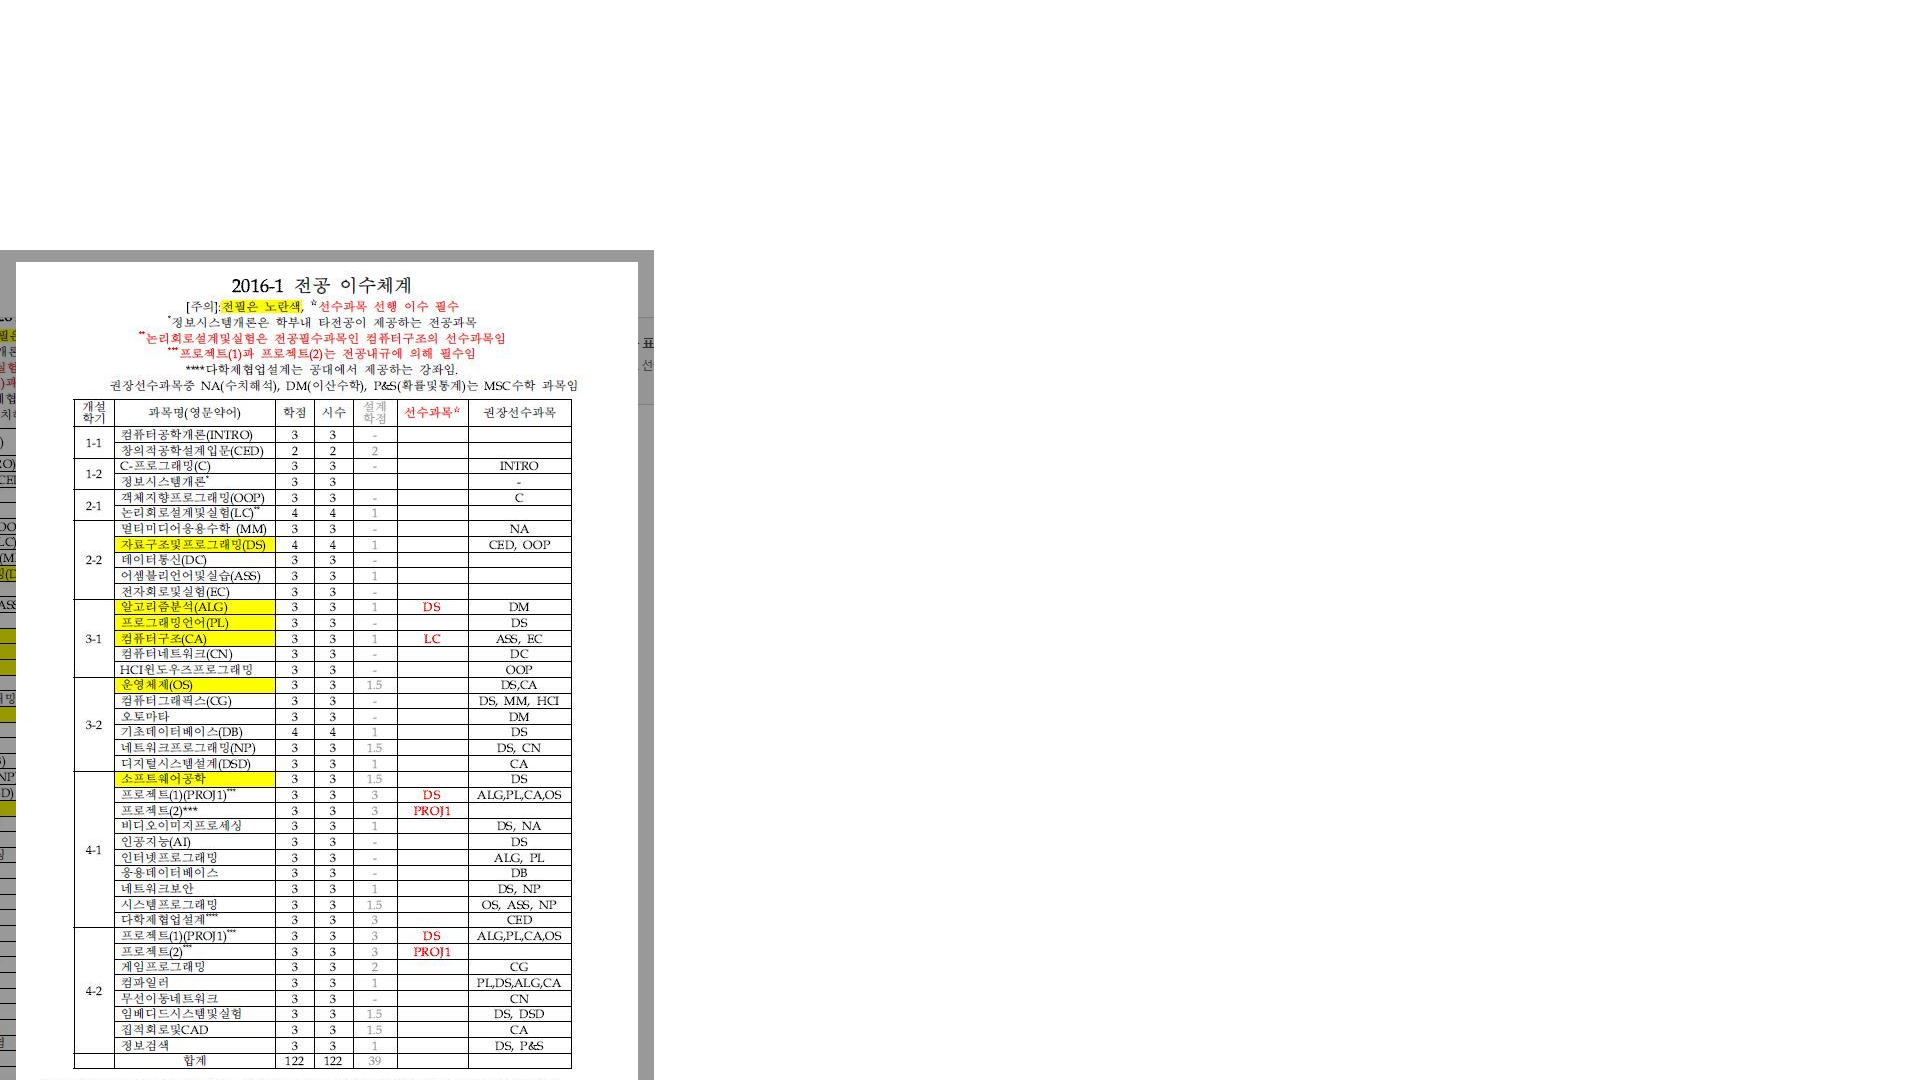 2016-1 전공 이수체계
[주의]:전필은 노란색, ☆선수과목 선행 이수 필수
*정보시스템개론은 학부내 타전공이 제공하는 전공과목
**논리회로설계및실험은 전공필수과목인 컴퓨터구조의 선수과목임
***프로젝트(1)과 프로젝트(2)는 전공내규에 의해 필수임
****다학제협업설계는 공대에서 제공하는 강좌임.
권장선수과목중 NA(수치해석), DM(이산수학), P&S(확률및통계)는 MSC수학 과목임
개설학기 과목명(영문약어) 학점 시수 설계학점 선수과목☆ 권장선수과목
1-1 컴퓨터공학개론(INTRO) 3 3 -
창의적공학설계입문(CED) 2 2 2
1-2 C-프로그래밍(C) 3 3 - INTRO
정보시스템개론* 3 3 -
2-1 객체지향프로그래밍(OOP) 3 3 - C
논리회로설계및실험(LC)** 4 4 1
2-2 멀티미디어응용수학 (MM) 3 3 - NA
자료구조및프로그래밍(DS) 4 4 1 CED, OOP
데이터통신(DC) 3 3 -
어셈블리언어및실습(ASS) 3 3 1
전자회로및실험(EC) 3 3 -
3-1 알고리즘분석(ALG) 3 3 1 DS DM
프로그래밍언어(PL) 3 3 - DS
컴퓨터구조(CA) 3 3 1 LC ASS, EC
컴퓨터네트워크(CN) 3 3 - DC
HCI윈도우즈프로그래밍 3 3 - OOP
3-2 운영체제(OS) 3 3 1.5 DS,CA
컴퓨터그래픽스(CG) 3 3 - DS, MM, HCI
오토마타 3 3 - DM
기초데이터베이스(DB) 4 4 1 DS
네트워크프로그래밍(NP) 3 3 1.5 DS, CN
디지털시스템설계(DSD) 3 3 1 CA
4-1 소프트웨어공학 3 3 1.5 DS
프로젝트(1)(PROJ1)*** 3 3 3 DS ALG,PL,CA,OS
프로젝트(2)*** 3 3 3 PROJ1
비디오이미지프로세싱 3 3 1 DS, NA
인공지능(AI) 3 3 - DS
인터넷프로그래밍 3 3 - ALG, PL
응용데이터베이스 3 3 - DB
네트워크보안 3 3 1 DS, NP
시스템프로그래밍 3 3 1.5 OS, ASS, NP
다학제협업설계**** 3 3 3 CED
4-2 프로젝트(1)(PROJ1)*** 3 3 3 DS ALG,PL,CA,OS
프로젝트(2)*** 3 3 3 PROJ1
게임프로그래밍 3 3 2 CG
컴파일러 3 3 1 PL,DS,ALG,CA
무선이동네트워크 3 3 - CN
임베디드시스템및실험 3 3 1.5 DS, DSD
집적회로및CAD 3 3 1.5 CA
정보검색 3 3 1 DS, P&S
합계 122 122 39